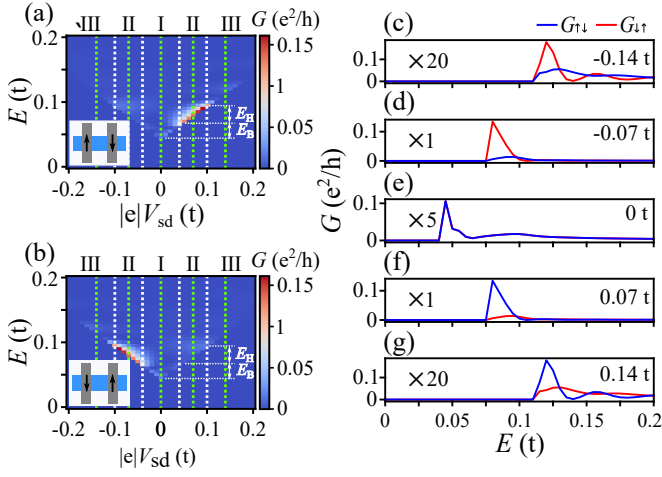 (a)
III II I II III
G (e²/h)
0.2
0.1
0
E (t)
E_H
E_B
-0.2 -0.1 0 0.1 0.2
|e|V_sd (t)
0.15
0.1
0.05
0
(b)
III II I II III
G (e²/h)
0.2
0.1
0
E (t)
E_H
E_B
-0.2 -0.1 0 0.1 0.2
|e|V_sd (t)
0.15
0.1
0.05
0
G↑↓ G↓↑
(c)
0.1
0
×20 -0.14 t
(d)
0.1
0
×1 -0.07 t
(e)
0.1
0
×5 0 t
(f)
0.1
0
×1 0.07 t
(g)
0.1
0
×20 0.14 t
G (e²/h)
0 0.05 0.10 0.15 0.2
E (t)